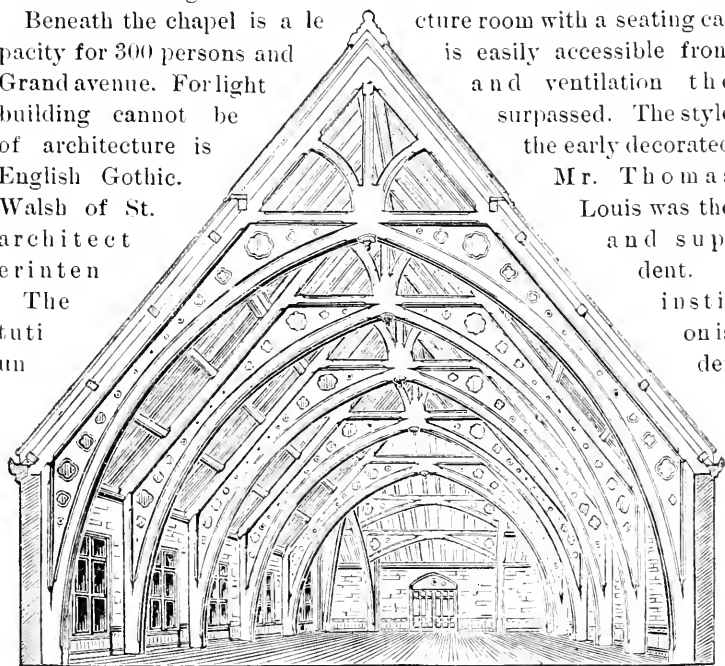 Beneath the chapel is a le cture room with a seating ca
pacity for 300 persons and is easily accessible from
Grand avenue. For light and ventilation the
building cannot be surpassed. The style
of architecture is the early decorated
English Gothic. Mr. Thomas
Walsh of St. Louis was the
architect and sup
erinten dent.
The insti
tuti on is
un der